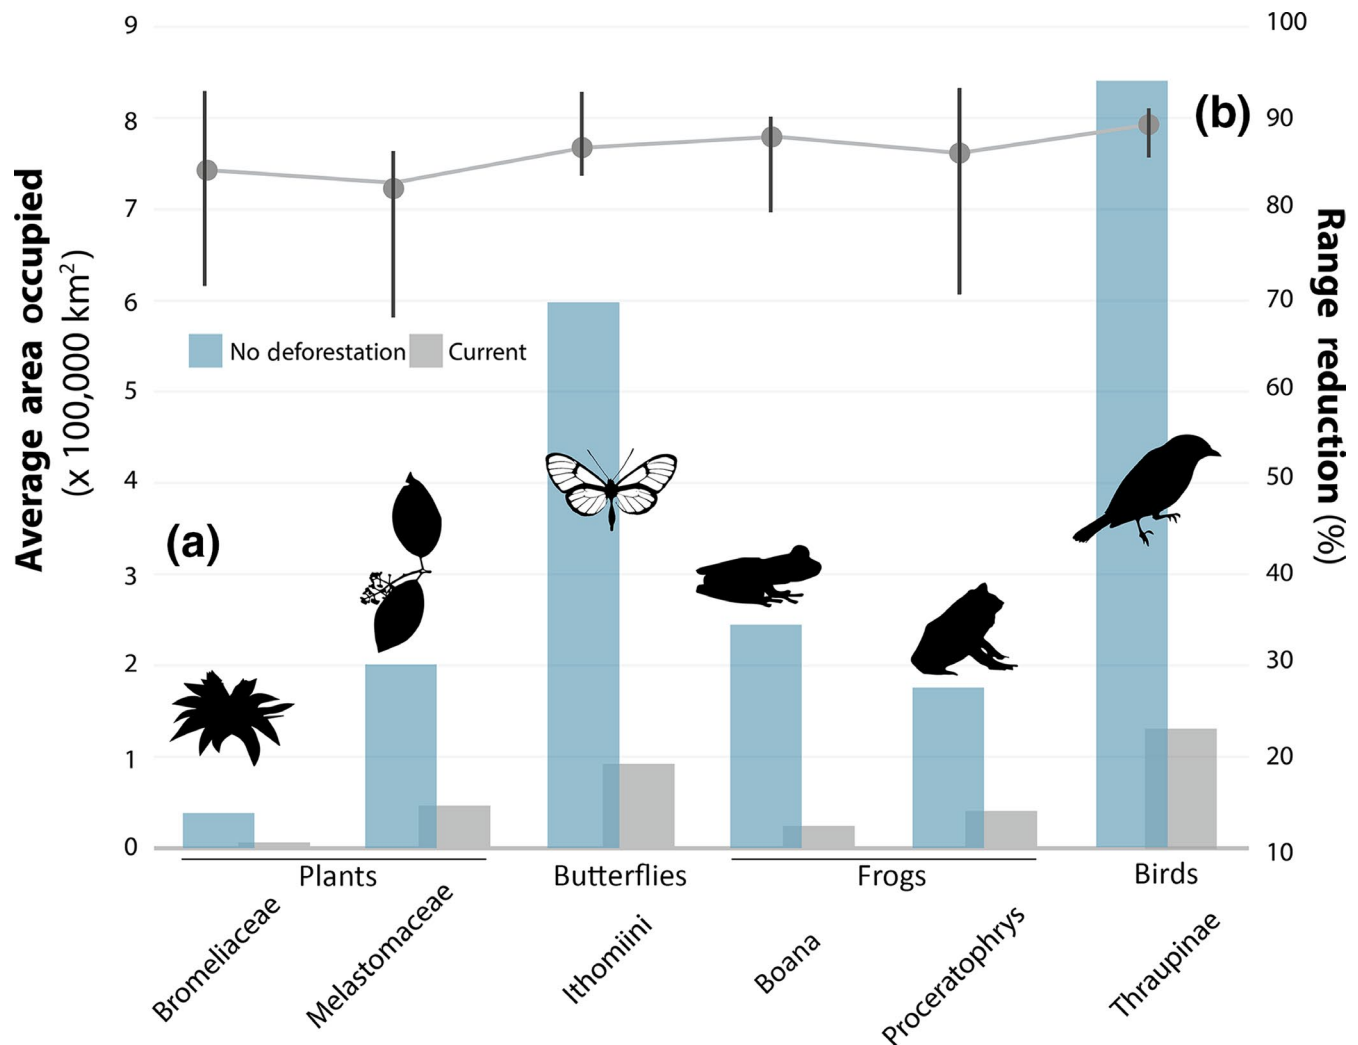 9
8
7
6
5
4
3
2
1
0
Average area occupied
(x 100,000 km²)
100
90
80
70
60
50
40
30
20
10
Range reduction (%)
(a)
(b)
No deforestation
Current
Plants
Butterflies
Frogs
Birds
Bromeliaceae
Melastomaceae
Ithomiini
Boana
Proceratophrys
Thraupinae